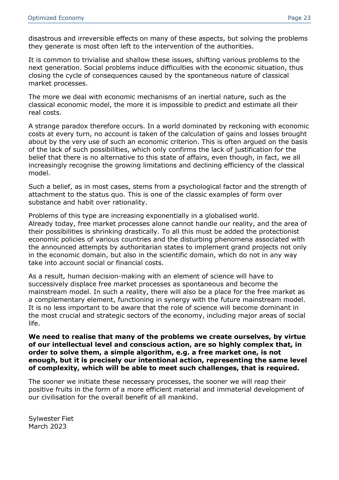 Optimized Economy Page 23
disastrous and irreversible effects on many of these aspects, but solving the problems
they generate is most often left to the intervention of the authorities.
It is common to trivialise and shallow these issues, shifting various problems to the
next generation. Social problems induce difficulties with the economic situation, thus
closing the cycle of consequences caused by the spontaneous nature of classical
market processes.
The more we deal with economic mechanisms of an inertial nature, such as the
classical economic model, the more it is impossible to predict and estimate all their
real costs.
A strange paradox therefore occurs. In a world dominated by reckoning with economic
costs at every turn, no account is taken of the calculation of gains and losses brought
about by the very use of such an economic criterion. This is often argued on the basis
of the lack of such possibilities, which only confirms the lack of justification for the
belief that there is no alternative to this state of affairs, even though, in fact, we all
increasingly recognise the growing limitations and declining efficiency of the classical
model.
Such a belief, as in most cases, stems from a psychological factor and the strength of
attachment to the status quo. This is one of the classic examples of form over
substance and habit over rationality.
Problems of this type are increasing exponentially in a globalised world.
Already today, free market processes alone cannot handle our reality, and the area of
their possibilities is shrinking drastically. To all this must be added the protectionist
economic policies of various countries and the disturbing phenomena associated with
the announced attempts by authoritarian states to implement grand projects not only
in the economic domain, but also in the scientific domain, which do not in any way
take into account social or financial costs.
As a result, human decision-making with an element of science will have to
successively displace free market processes as spontaneous and become the
mainstream model. In such a reality, there will also be a place for the free market as
a complementary element, functioning in synergy with the future mainstream model.
It is no less important to be aware that the role of science will become dominant in
the most crucial and strategic sectors of the economy, including major areas of social
life.
We need to realise that many of the problems we create ourselves, by virtue
of our intellectual level and conscious action, are so highly complex that, in
order to solve them, a simple algorithm, e.g. a free market one, is not
enough, but it is precisely our intentional action, representing the same level
of complexity, which will be able to meet such challenges, that is required.
The sooner we initiate these necessary processes, the sooner we will reap their
positive fruits in the form of a more efficient material and immaterial development of
our civilisation for the overall benefit of all mankind.
Sylwester Fiet
March 2023